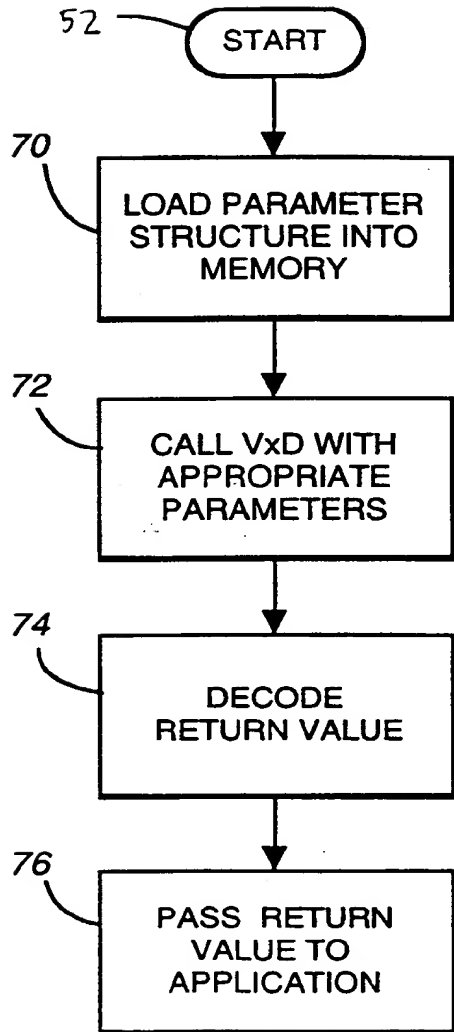 52
START
70
LOAD PARAMETER
STRUCTURE INTO
MEMORY
72
CALL VxD WITH
APPROPRIATE
PARAMETERS
74
DECODE
RETURN VALUE
76
PASS RETURN
VALUE TO
APPLICATION